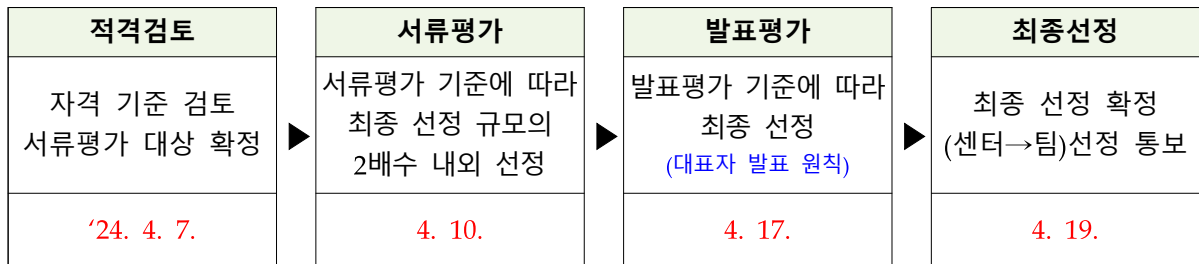 적격검토
자격 기준 검토
서류평가 대상 확정
‘24. 4. 7.
▶
서류평가
서류평가 기준에 따라
최종 선정 규모의
2배수 내외 선정
4. 10.
▶
발표평가
발표평가 기준에 따라
최종 선정
(대표자 발표 원칙)
4. 17.
▶
최종선정
최종 선정 확정
(센터→팀)선정 통보
4. 19.